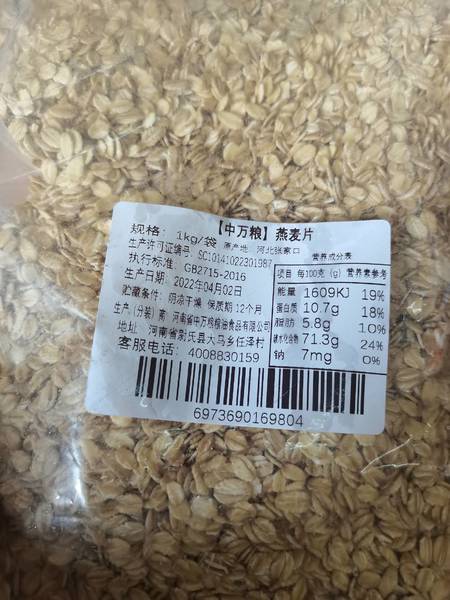 【中万粮】燕麦片
规格: 1kg/袋 原产地 河北张家口
生产许可证编号: SC10141022301987
执行标准: GB2715-2016
生产日期: 2022年04月02日
贮藏条件: 阴凉干燥 保质期12个月
生产(分装)商 河南省中万粮粮油食品有限公司
地址 河南省尉氏县大马乡任泽村
客服电话: 4008830159
营养成分表
项目 每100克(g) 营养素参考
能量 1609KJ 19%
蛋白质 10.7g 18%
脂肪 5.8g 10%
碳水化合物 71.3g 24%
钠 7mg 0%
6973690169804